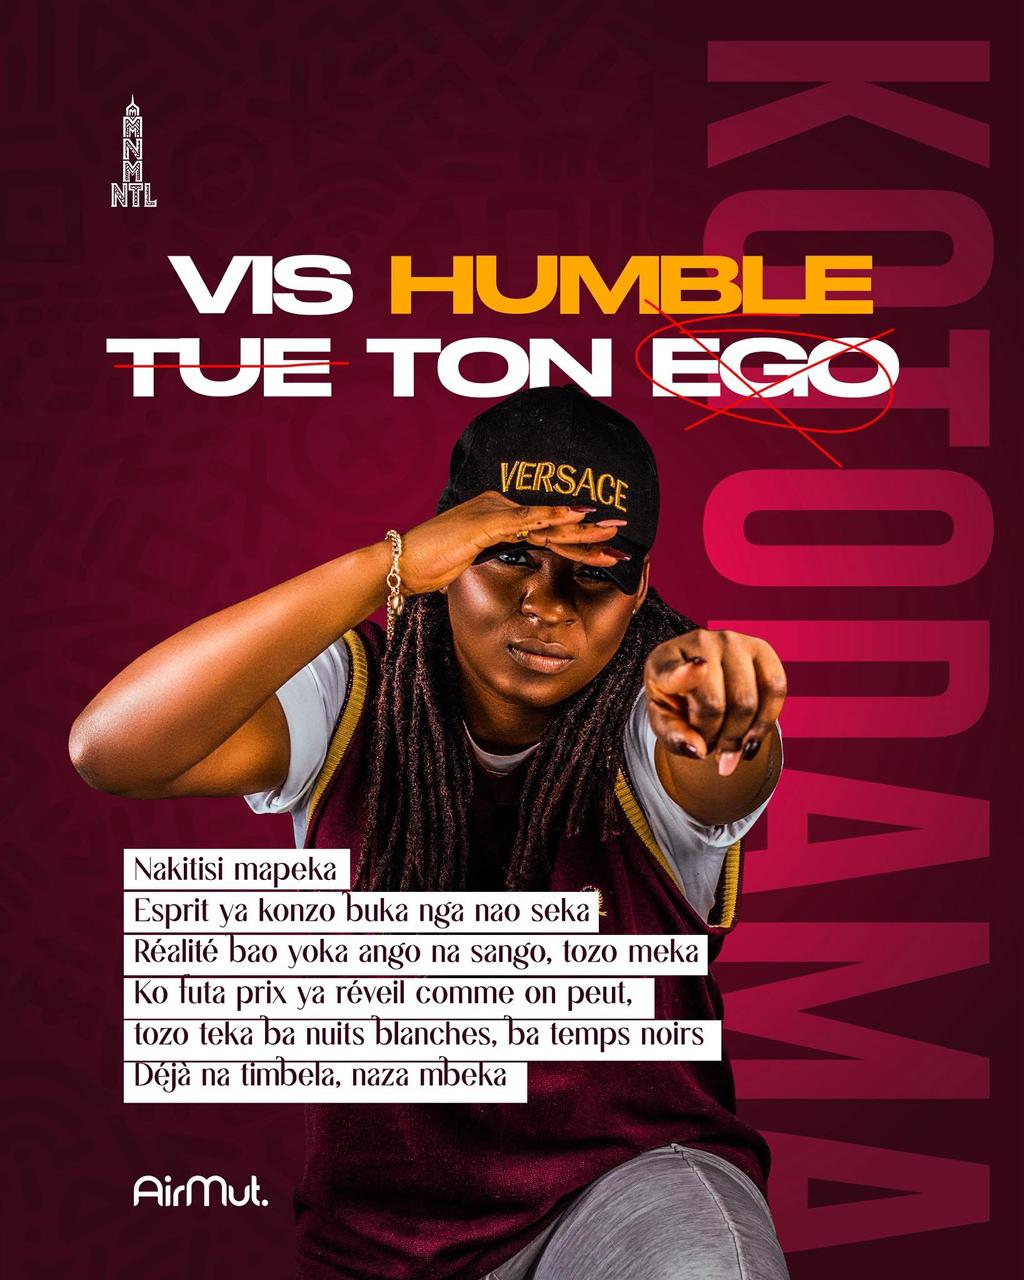 MNM
NTL
VIS HUMBLE
TUE TON EGO
VERSACE
KOTODAMA
Nakitisi mapeka
Esprit ya konzo buka nga nao seka
Réalité bao yoka ango na sango, tozo meka
Ko futa prix ya réveil comme on peut,
tozo teka ba nuits blanches, ba temps noirs
Déjà na timbela, naza mbeka
AirMut.